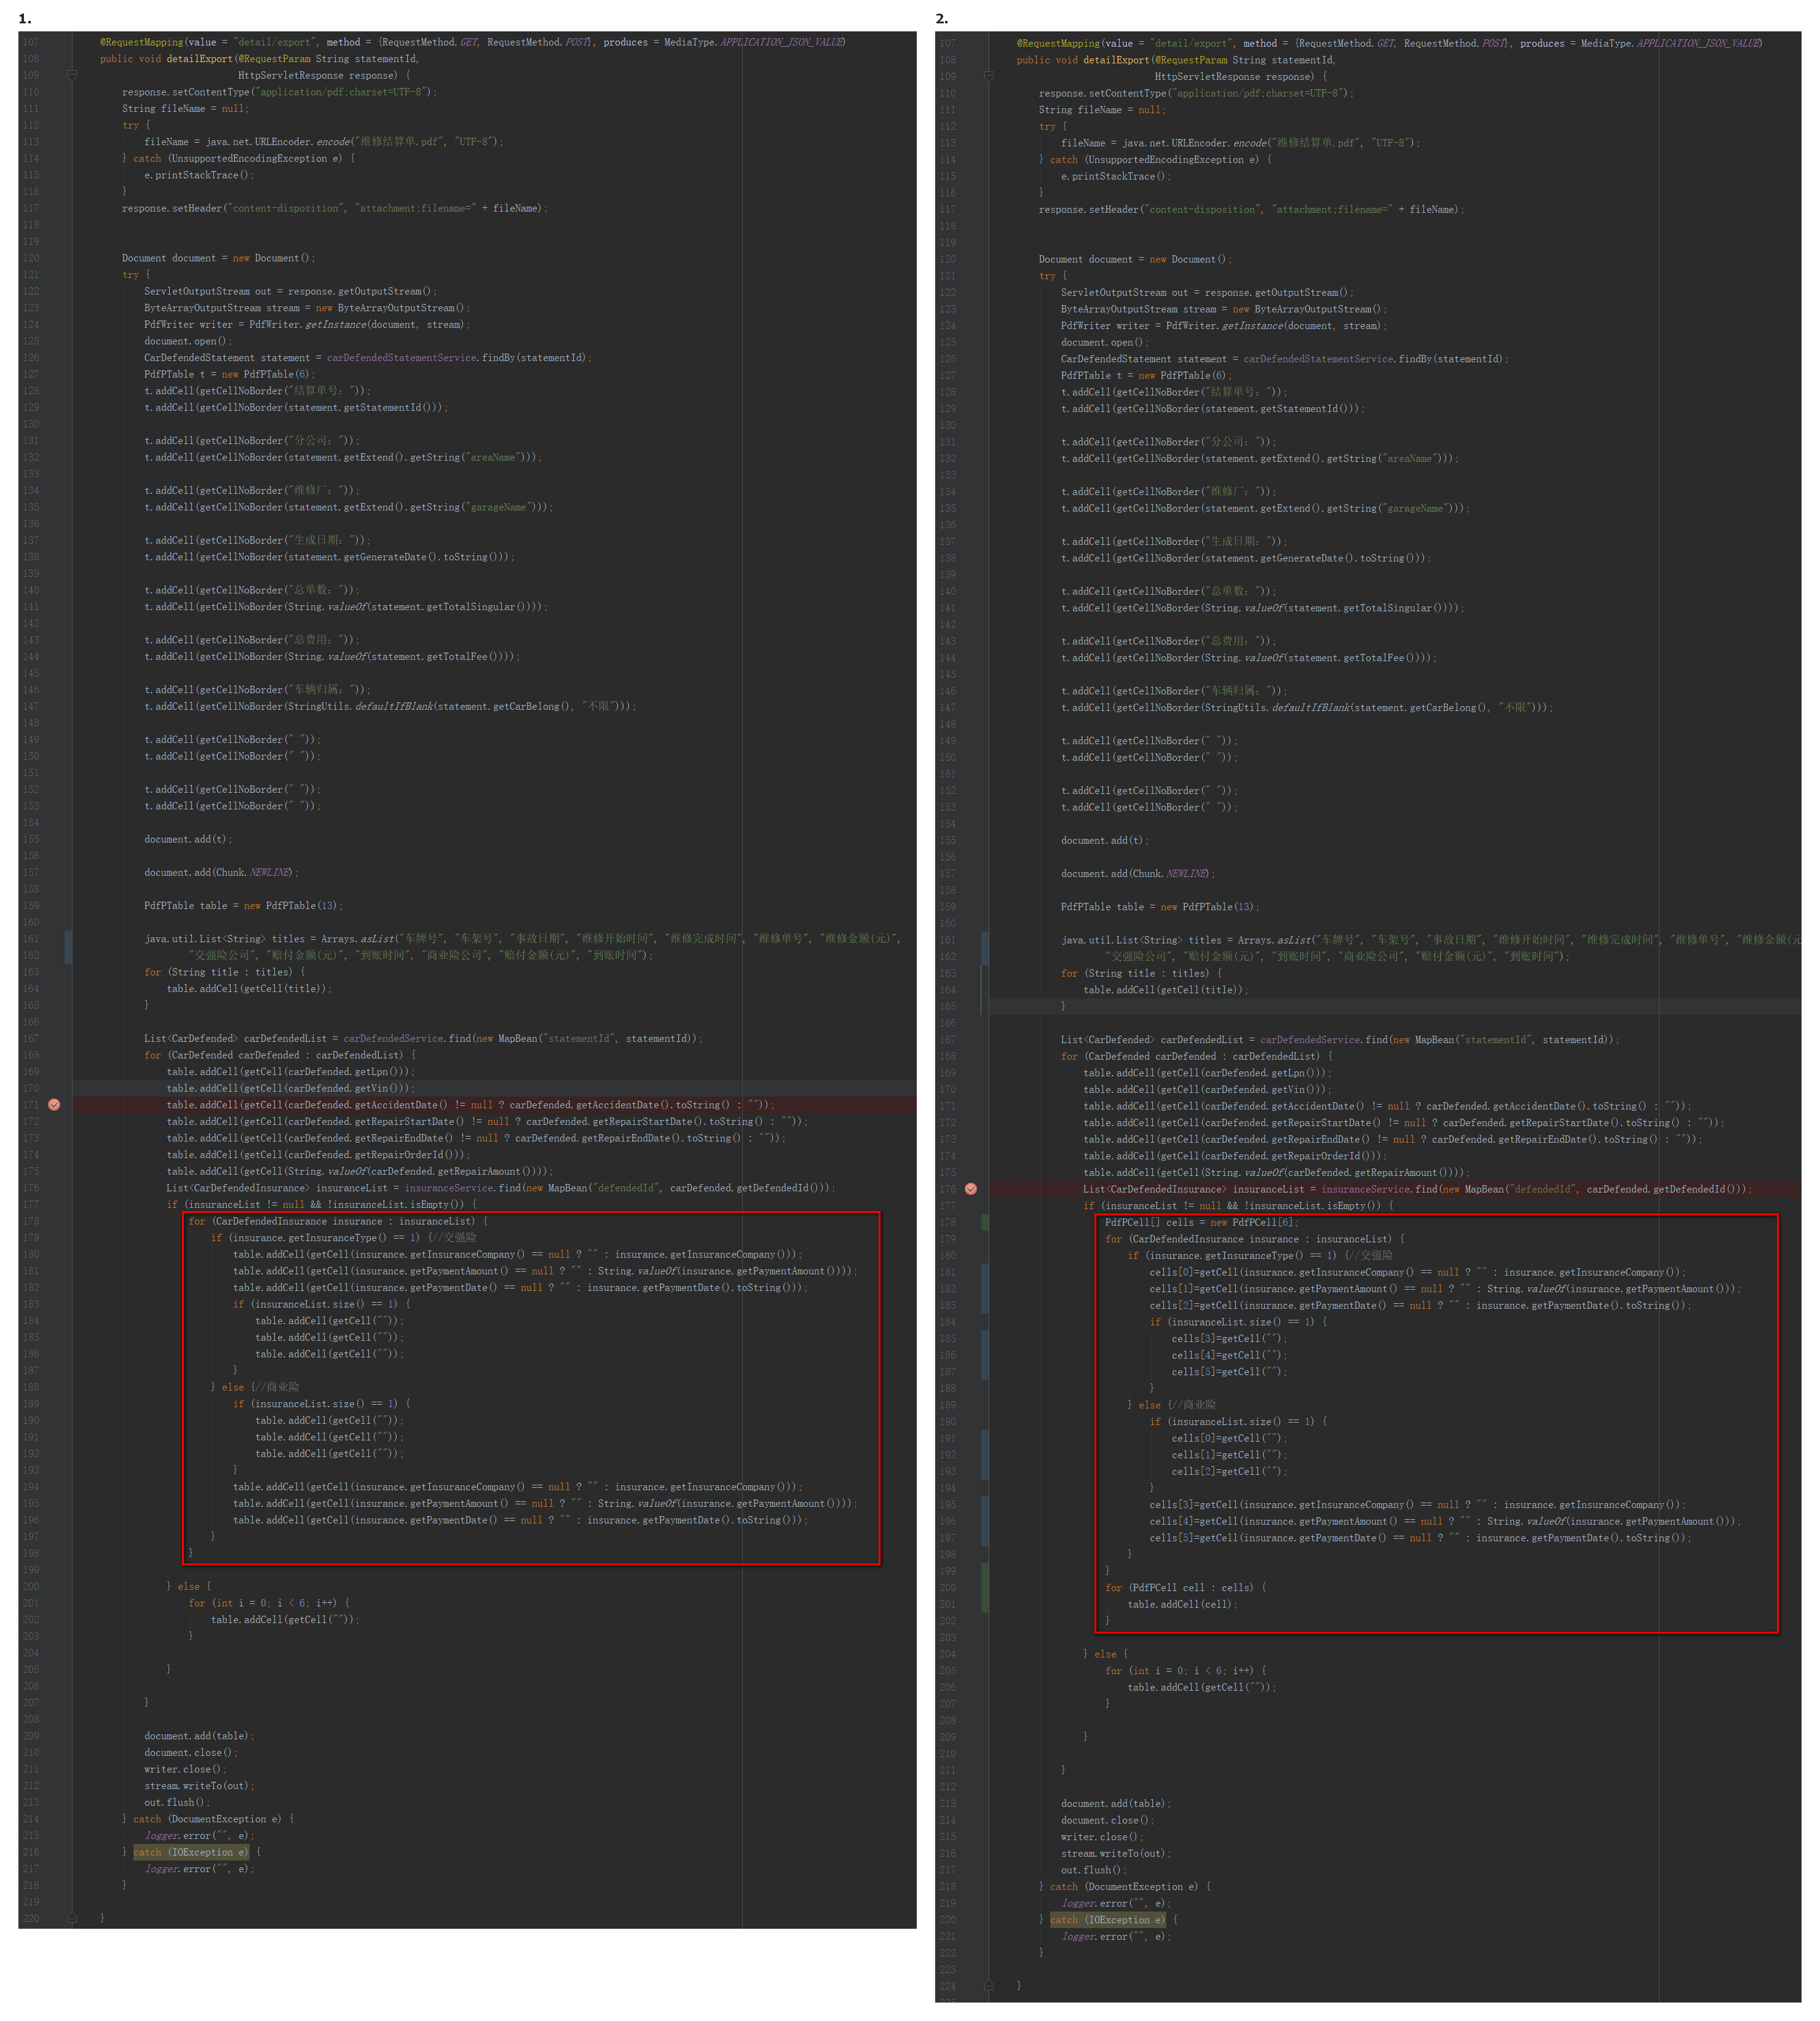 1.
107 @RequestMapping(value = "detail/export", method = {RequestMethod.GET, RequestMethod.POST}, produces = MediaType.APPLICATION_JSON_VALUE)
108 public void detailExport(@RequestParam String statementId,
109 HttpServletResponse response) {
110 response.setContentType("application/pdf;charset=UTF-8");
111 String fileName = null;
112 try {
113 fileName = java.net.URLEncoder.encode("维修结算单.pdf", "UTF-8");
114 } catch (UnsupportedEncodingException e) {
115 e.printStackTrace();
116 }
117 response.setHeader("content-disposition", "attachment;filename=" + fileName);
118
119
120 Document document = new Document();
121 try {
122 ServletOutputStream out = response.getOutputStream();
123 ByteArrayOutputStream stream = new ByteArrayOutputStream();
124 PdfWriter writer = PdfWriter.getInstance(document, stream);
125 document.open();
126 CarDefendedStatement statement = carDefendedStatementService.findBy(statementId);
127 PdfPTable t = new PdfPTable(6);
128 t.addCell(getCellNoBorder("结算单号："));
129 t.addCell(getCellNoBorder(statement.getStatementId()));
130
131 t.addCell(getCellNoBorder("分公司："));
132 t.addCell(getCellNoBorder(statement.getExtend().getString("areaName")));
133
134 t.addCell(getCellNoBorder("维修厂："));
135 t.addCell(getCellNoBorder(statement.getExtend().getString("garageName")));
136
137 t.addCell(getCellNoBorder("生成日期："));
138 t.addCell(getCellNoBorder(statement.getGenerateDate().toString()));
139
140 t.addCell(getCellNoBorder("总单数："));
141 t.addCell(getCellNoBorder(String.valueOf(statement.getTotalSingular())));
142
143 t.addCell(getCellNoBorder("总费用："));
144 t.addCell(getCellNoBorder(String.valueOf(statement.getTotalFee())));
145
146 t.addCell(getCellNoBorder("车辆归属："));
147 t.addCell(getCellNoBorder(StringUtils.defaultIfBlank(statement.getCarBelong(), "不限")));
148
149 t.addCell(getCellNoBorder(" "));
150 t.addCell(getCellNoBorder(" "));
151
152 t.addCell(getCellNoBorder(" "));
153 t.addCell(getCellNoBorder(" "));
154
155 document.add(t);
156
157 document.add(Chunk.NEWLINE);
158
159 PdfPTable table = new PdfPTable(13);
160
161 java.util.List<String> titles = Arrays.asList("车牌号", "车架号", "事故日期", "维修开始时间", "维修完成时间", "维修单号", "维修金额(元)",
162 "交强险公司", "赔付金额(元)", "到账时间", "商业险公司", "赔付金额(元)", "到账时间");
163 for (String title : titles) {
164 table.addCell(getCell(title));
165 }
166
167 List<CarDefended> carDefendedList = carDefendedService.find(new MapBean("statementId", statementId));
168 for (CarDefended carDefended : carDefendedList) {
169 table.addCell(getCell(carDefended.getLpn()));
170 table.addCell(getCell(carDefended.getVin()));
171 table.addCell(getCell(carDefended.getAccidentDate() != null ? carDefended.getAccidentDate().toString() : ""));
172 table.addCell(getCell(carDefended.getRepairStartDate() != null ? carDefended.getRepairStartDate().toString() : ""));
173 table.addCell(getCell(carDefended.getRepairEndDate() != null ? carDefended.getRepairEndDate().toString() : ""));
174 table.addCell(getCell(carDefended.getRepairOrderId()));
175 table.addCell(getCell(String.valueOf(carDefended.getRepairAmount())));
176 List<CarDefendedInsurance> insuranceList = insuranceService.find(new MapBean("defendedId", carDefended.getDefendedId()));
177 if (insuranceList != null && !insuranceList.isEmpty()) {
178 for (CarDefendedInsurance insurance : insuranceList) {
179 if (insurance.getInsuranceType() == 1) {//交强险
180 table.addCell(getCell(insurance.getInsuranceCompany() == null ? "" : insurance.getInsuranceCompany()));
181 table.addCell(getCell(insurance.getPaymentAmount() == null ? "" : String.valueOf(insurance.getPaymentAmount())));
182 table.addCell(getCell(insurance.getPaymentDate() == null ? "" : insurance.getPaymentDate().toString()));
183 if (insuranceList.size() == 1) {
184 table.addCell(getCell(""));
185 table.addCell(getCell(""));
186 table.addCell(getCell(""));
187 }
188 } else {//商业险
189 if (insuranceList.size() == 1) {
190 table.addCell(getCell(""));
191 table.addCell(getCell(""));
192 table.addCell(getCell(""));
193 }
194 table.addCell(getCell(insurance.getInsuranceCompany() == null ? "" : insurance.getInsuranceCompany()));
195 table.addCell(getCell(insurance.getPaymentAmount() == null ? "" : String.valueOf(insurance.getPaymentAmount())));
196 table.addCell(getCell(insurance.getPaymentDate() == null ? "" : insurance.getPaymentDate().toString()));
197 }
198 }
199
200 } else {
201 for (int i = 0; i < 6; i++) {
202 table.addCell(getCell(""));
203 }
204
205 }
206
207 }
208
209 document.add(table);
210 document.close();
211 writer.close();
212 stream.writeTo(out);
213 out.flush();
214 } catch (DocumentException e) {
215 logger.error("", e);
216 } catch (IOException e) {
217 logger.error("", e);
218 }
219
220 }
2.
107 @RequestMapping(value = "detail/export", method = {RequestMethod.GET, RequestMethod.POST}, produces = MediaType.APPLICATION_JSON_VALUE)
108 public void detailExport(@RequestParam String statementId,
109 HttpServletResponse response) {
110 response.setContentType("application/pdf;charset=UTF-8");
111 String fileName = null;
112 try {
113 fileName = java.net.URLEncoder.encode("维修结算单.pdf", "UTF-8");
114 } catch (UnsupportedEncodingException e) {
115 e.printStackTrace();
116 }
117 response.setHeader("content-disposition", "attachment;filename=" + fileName);
118
119
120 Document document = new Document();
121 try {
122 ServletOutputStream out = response.getOutputStream();
123 ByteArrayOutputStream stream = new ByteArrayOutputStream();
124 PdfWriter writer = PdfWriter.getInstance(document, stream);
125 document.open();
126 CarDefendedStatement statement = carDefendedStatementService.findBy(statementId);
127 PdfPTable t = new PdfPTable(6);
128 t.addCell(getCellNoBorder("结算单号："));
129 t.addCell(getCellNoBorder(statement.getStatementId()));
130
131 t.addCell(getCellNoBorder("分公司："));
132 t.addCell(getCellNoBorder(statement.getExtend().getString("areaName")));
133
134 t.addCell(getCellNoBorder("维修厂："));
135 t.addCell(getCellNoBorder(statement.getExtend().getString("garageName")));
136
137 t.addCell(getCellNoBorder("生成日期："));
138 t.addCell(getCellNoBorder(statement.getGenerateDate().toString()));
139
140 t.addCell(getCellNoBorder("总单数："));
141 t.addCell(getCellNoBorder(String.valueOf(statement.getTotalSingular())));
142
143 t.addCell(getCellNoBorder("总费用："));
144 t.addCell(getCellNoBorder(String.valueOf(statement.getTotalFee())));
145
146 t.addCell(getCellNoBorder("车辆归属："));
147 t.addCell(getCellNoBorder(StringUtils.defaultIfBlank(statement.getCarBelong(), "不限")));
148
149 t.addCell(getCellNoBorder(" "));
150 t.addCell(getCellNoBorder(" "));
151
152 t.addCell(getCellNoBorder(" "));
153 t.addCell(getCellNoBorder(" "));
154
155 document.add(t);
156
157 document.add(Chunk.NEWLINE);
158
159 PdfPTable table = new PdfPTable(13);
160
161 java.util.List<String> titles = Arrays.asList("车牌号", "车架号", "事故日期", "维修开始时间", "维修完成时间", "维修单号", "维修金额(元
162 "交强险公司", "赔付金额(元)", "到账时间", "商业险公司", "赔付金额(元)", "到账时间");
163 for (String title : titles) {
164 table.addCell(getCell(title));
165 }
166
167 List<CarDefended> carDefendedList = carDefendedService.find(new MapBean("statementId", statementId));
168 for (CarDefended carDefended : carDefendedList) {
169 table.addCell(getCell(carDefended.getLpn()));
170 table.addCell(getCell(carDefended.getVin()));
171 table.addCell(getCell(carDefended.getAccidentDate() != null ? carDefended.getAccidentDate().toString() : ""));
172 table.addCell(getCell(carDefended.getRepairStartDate() != null ? carDefended.getRepairStartDate().toString() : ""));
173 table.addCell(getCell(carDefended.getRepairEndDate() != null ? carDefended.getRepairEndDate().toString() : ""));
174 table.addCell(getCell(carDefended.getRepairOrderId()));
175 table.addCell(getCell(String.valueOf(carDefended.getRepairAmount())));
176 List<CarDefendedInsurance> insuranceList = insuranceService.find(new MapBean("defendedId", carDefended.getDefendedId()));
177 if (insuranceList != null && !insuranceList.isEmpty()) {
178 PdfPCell[] cells = new PdfPCell[6];
179 for (CarDefendedInsurance insurance : insuranceList) {
180 if (insurance.getInsuranceType() == 1) {//交强险
181 cells[0]=getCell(insurance.getInsuranceCompany() == null ? "" : insurance.getInsuranceCompany());
182 cells[1]=getCell(insurance.getPaymentAmount() == null ? "" : String.valueOf(insurance.getPaymentAmount()));
183 cells[2]=getCell(insurance.getPaymentDate() == null ? "" : insurance.getPaymentDate().toString());
184 if (insuranceList.size() == 1) {
185 cells[3]=getCell("");
186 cells[4]=getCell("");
187 cells[5]=getCell("");
188 }
189 } else {//商业险
190 if (insuranceList.size() == 1) {
191 cells[0]=getCell("");
192 cells[1]=getCell("");
193 cells[2]=getCell("");
194 }
195 cells[3]=getCell(insurance.getInsuranceCompany() == null ? "" : insurance.getInsuranceCompany());
196 cells[4]=getCell(insurance.getPaymentAmount() == null ? "" : String.valueOf(insurance.getPaymentAmount()));
197 cells[5]=getCell(insurance.getPaymentDate() == null ? "" : insurance.getPaymentDate().toString());
198 }
199 }
200 for (PdfPCell cell : cells) {
201 table.addCell(cell);
202 }
203
204 } else {
205 for (int i = 0; i < 6; i++) {
206 table.addCell(getCell(""));
207 }
208
209 }
210
211 }
212
213 document.add(table);
214 document.close();
215 writer.close();
216 stream.writeTo(out);
217 out.flush();
218 } catch (DocumentException e) {
219 logger.error("", e);
220 } catch (IOException e) {
221 logger.error("", e);
222 }
223
224 }